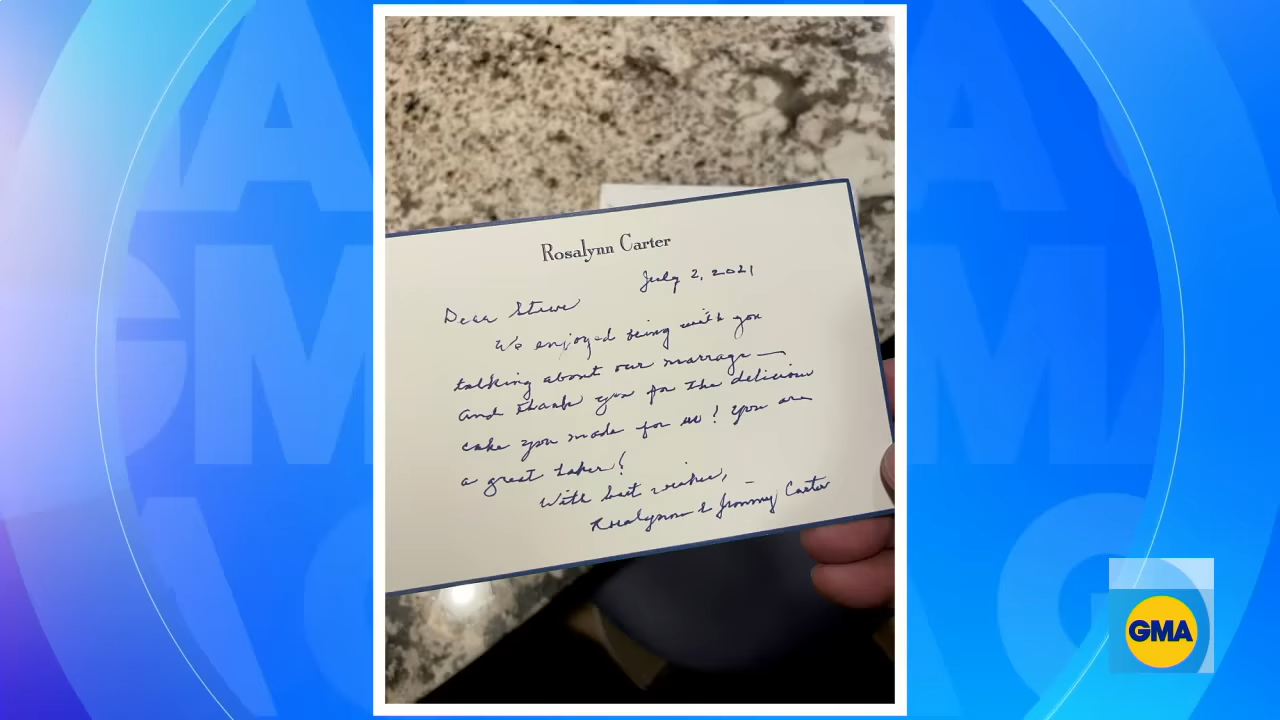 Rosalynn Carter
July 2, 2021
Dear Steve
We enjoyed being with you
talking about our marrage —
and thank you for the delicious
cake you made for us! You are
a great baker!
With best wishes,
Rosalynn & Jimmy Carter
GMA